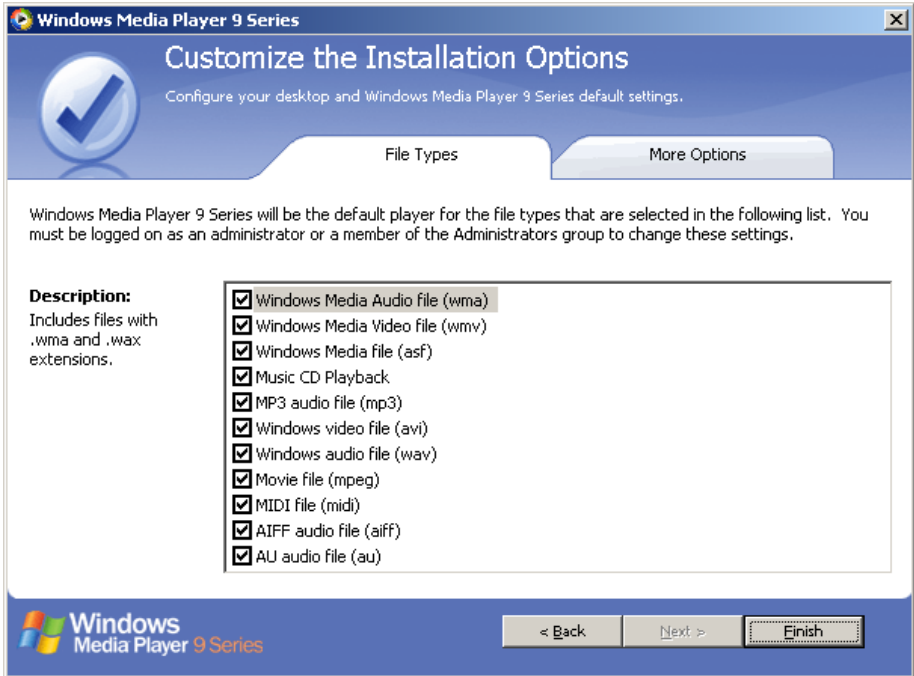 Windows Media Player 9 Series
Customize the Installation Options
Configure your desktop and Windows Media Player 9 Series default settings.
File Types
More Options
Windows Media Player 9 Series will be the default player for the file types that are selected in the following list. You
must be logged on as an administrator or a member of the Administrators group to change these settings.
Description:
Includes files with
.wma and .wax
extensions.
Windows Media Audio file (wma)
Windows Media Video file (wmv)
Windows Media file (asf)
Music CD Playback
MP3 audio file (mp3)
Windows video file (avi)
Windows audio file (wav)
Movie file (mpeg)
MIDI file (midi)
AIFF audio file (aiff)
AU audio file (au)
Windows
Media Player 9 Series
< Back
Next >
Finish